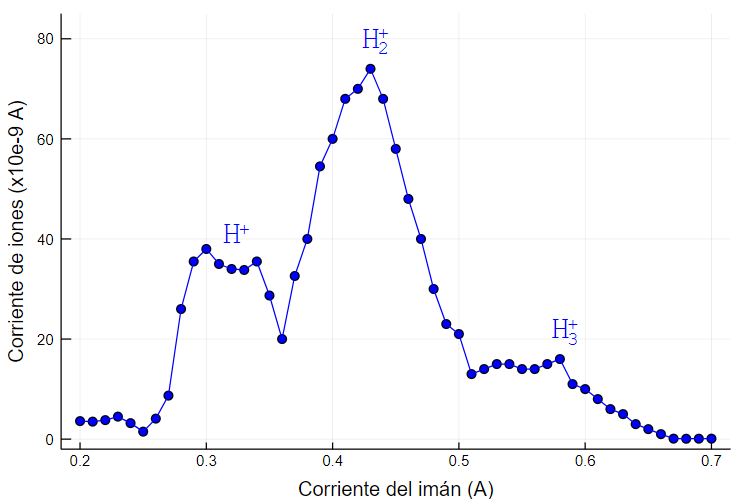 80
H₂⁺
60
40
H⁺
20
H₃⁺
0
0.2 0.3 0.4 0.5 0.6 0.7
Corriente del imán (A)
Corriente de iones (x10e-9 A)